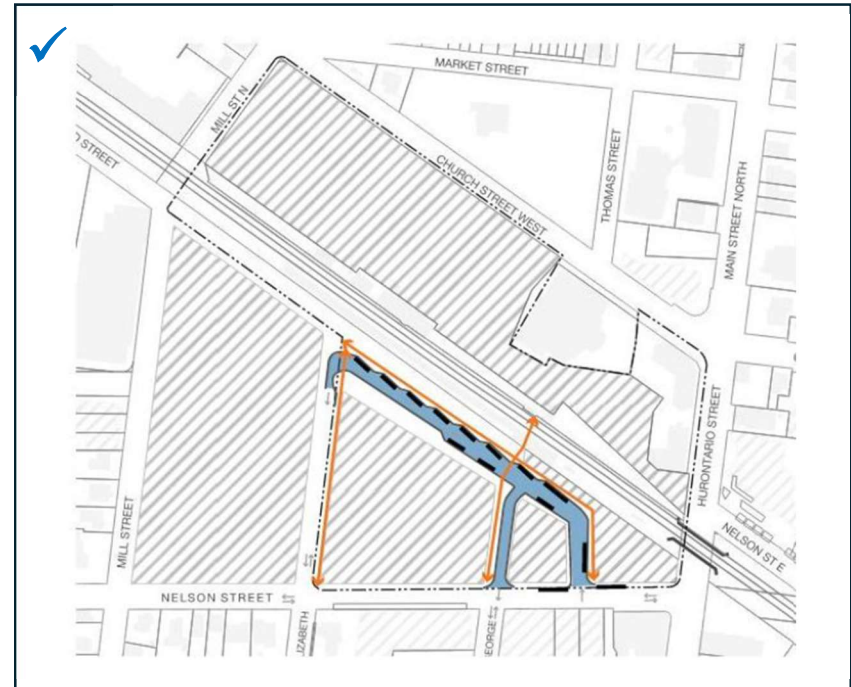 MARKET STREET
MILL ST N
D STREET
CHURCH STREET WEST
THOMAS STREET
MAIN STREET NORTH
HURONTARIO STREET
MILL STREET
NELSON ST E
NELSON STREET
IZABETH
GEORGE